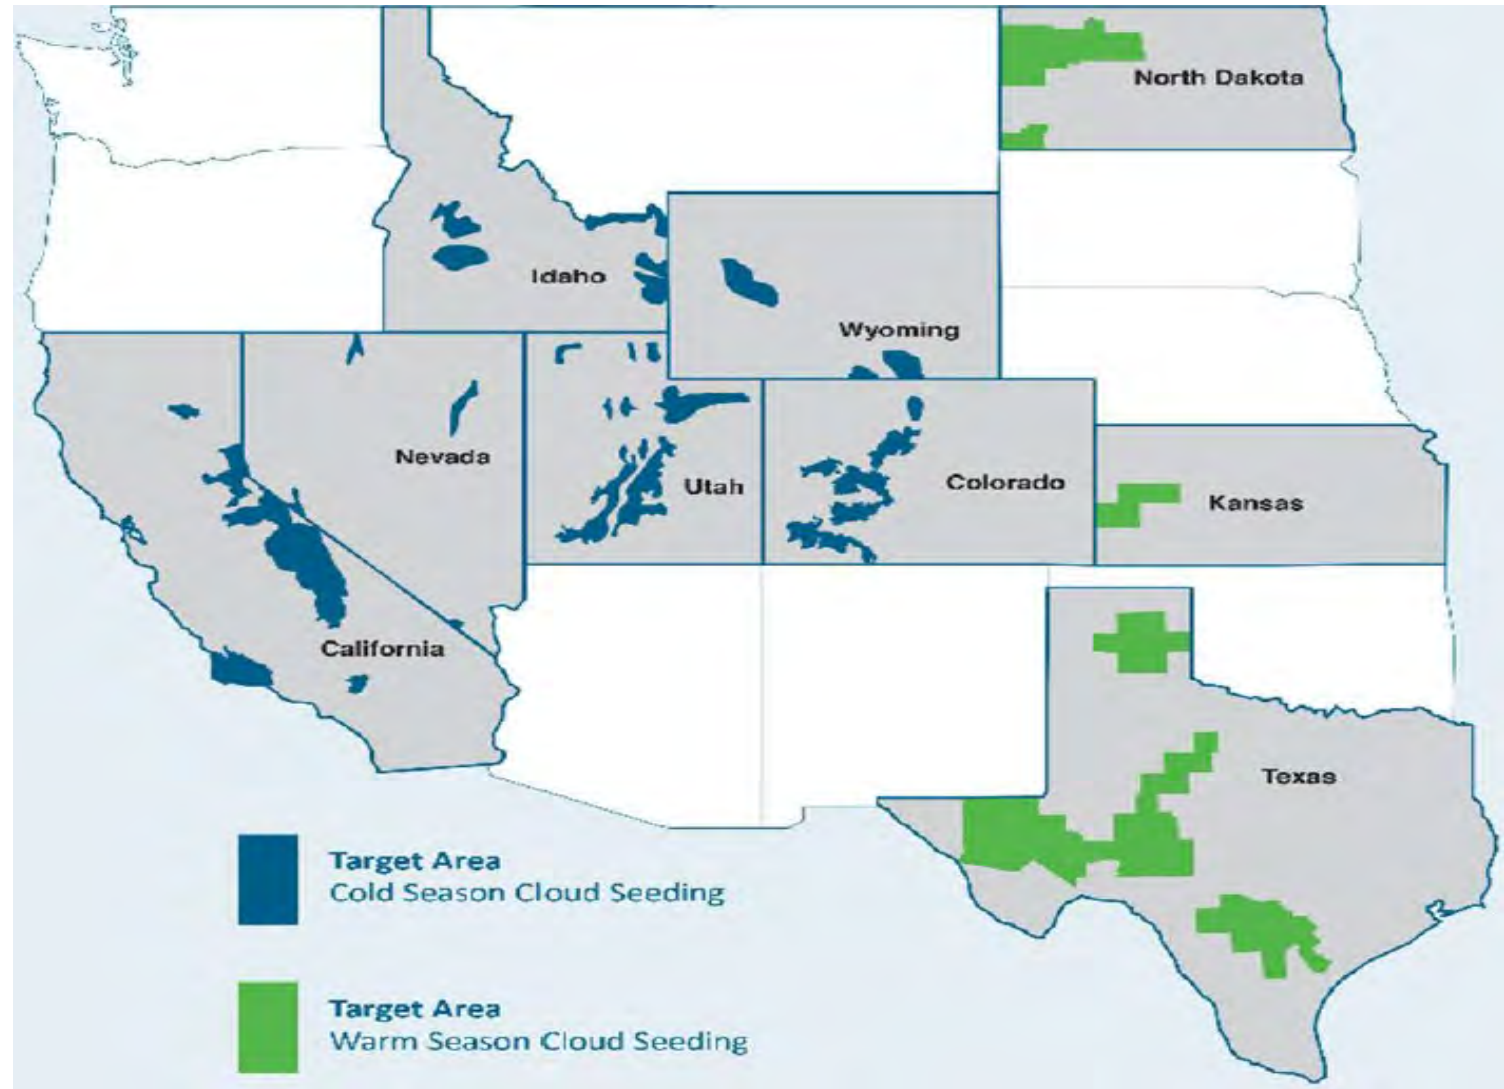 North Dakota
Idaho
Wyoming
Nevada
Utah
Colorado
Kansas
California
Texas
Target Area
Cold Season Cloud Seeding
Target Area
Warm Season Cloud Seeding